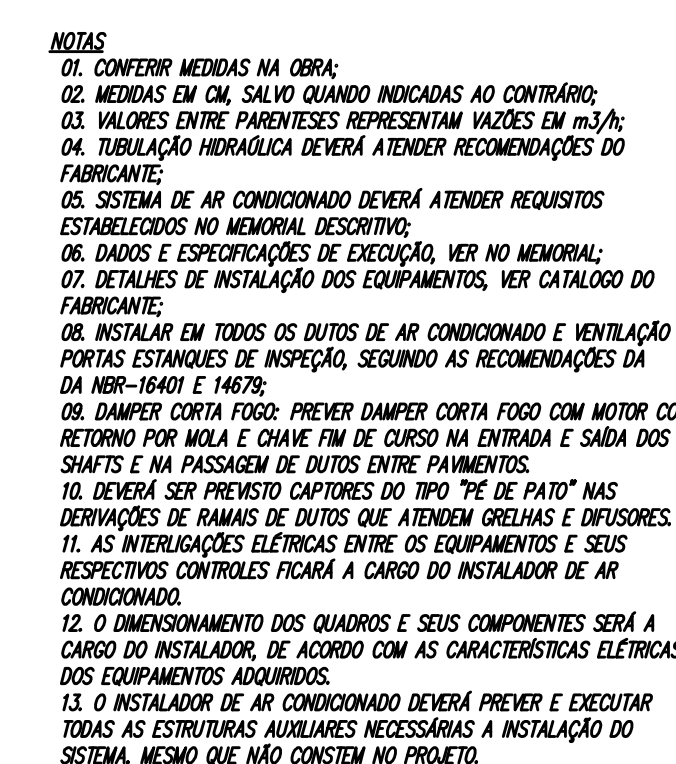 NOTAS
01. CONFERIR MEDIDAS NA OBRA;
02. MEDIDAS EM CM, SALVO QUANDO INDICADAS AO CONTRÁRIO;
03. VALORES ENTRE PARENTESES REPRESENTAM VAZÕES EM m3/h;
04. TUBULAÇÃO HIDRAÚLICA DEVERÁ ATENDER RECOMENDAÇÕES DO
FABRICANTE;
05. SISTEMA DE AR CONDICIONADO DEVERÁ ATENDER REQUISITOS
ESTABELECIDOS NO MEMORIAL DESCRITIVO;
06. DADOS E ESPECIFICAÇÕES DE EXECUÇÃO, VER NO MEMORIAL;
07. DETALHES DE INSTALAÇÃO DOS EQUIPAMENTOS, VER CATALOGO DO
FABRICANTE;
08. INSTALAR EM TODOS OS DUTOS DE AR CONDICIONADO E VENTILAÇÃO
PORTAS ESTANQUES DE INSPEÇÃO, SEGUINDO AS RECOMENDAÇÕES DA
DA NBR-16401 E 14679;
09. DAMPER CORTA FOGO: PREVER DAMPER CORTA FOGO COM MOTOR CO
RETORNO POR MOLA E CHAVE FIM DE CURSO NA ENTRADA E SAÍDA DOS
SHAFTS E NA PASSAGEM DE DUTOS ENTRE PAVIMENTOS.
10. DEVERÁ SER PREVISTO CAPTORES DO TIPO "PÉ DE PATO" NAS
DERIVAÇÕES DE RAMAIS DE DUTOS QUE ATENDEM GRELHAS E DIFUSORES.
11. AS INTERLIGAÇÕES ELÉTRICAS ENTRE OS EQUIPAMENTOS E SEUS
RESPECTIVOS CONTROLES FICARÁ A CARGO DO INSTALADOR DE AR
CONDICIONADO.
12. O DIMENSIONAMENTO DOS QUADROS E SEUS COMPONENTES SERÁ A
CARGO DO INSTALADOR, DE ACORDO COM AS CARACTERÍSTICAS ELÉTRICAS
DOS EQUIPAMENTOS ADQUIRIDOS.
13. O INSTALADOR DE AR CONDICIONADO DEVERÁ PREVER E EXECUTAR
TODAS AS ESTRUTURAS AUXILIARES NECESSÁRIAS A INSTALAÇÃO DO
SISTEMA, MESMO QUE NÃO CONSTEM NO PROJETO.